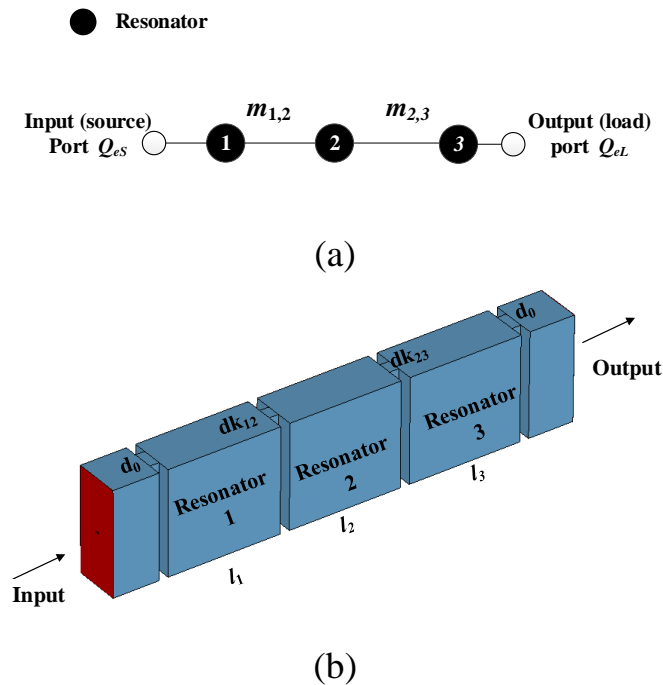 Resonator
Input (source)
Port QeS
m1,2
m2,3
Output (load)
port QeL
1
2
3
(a)
d0
dk12
dk23
d0
Output
Resonator
1
Resonator
2
Resonator
3
l1
l2
l3
Input
(b)